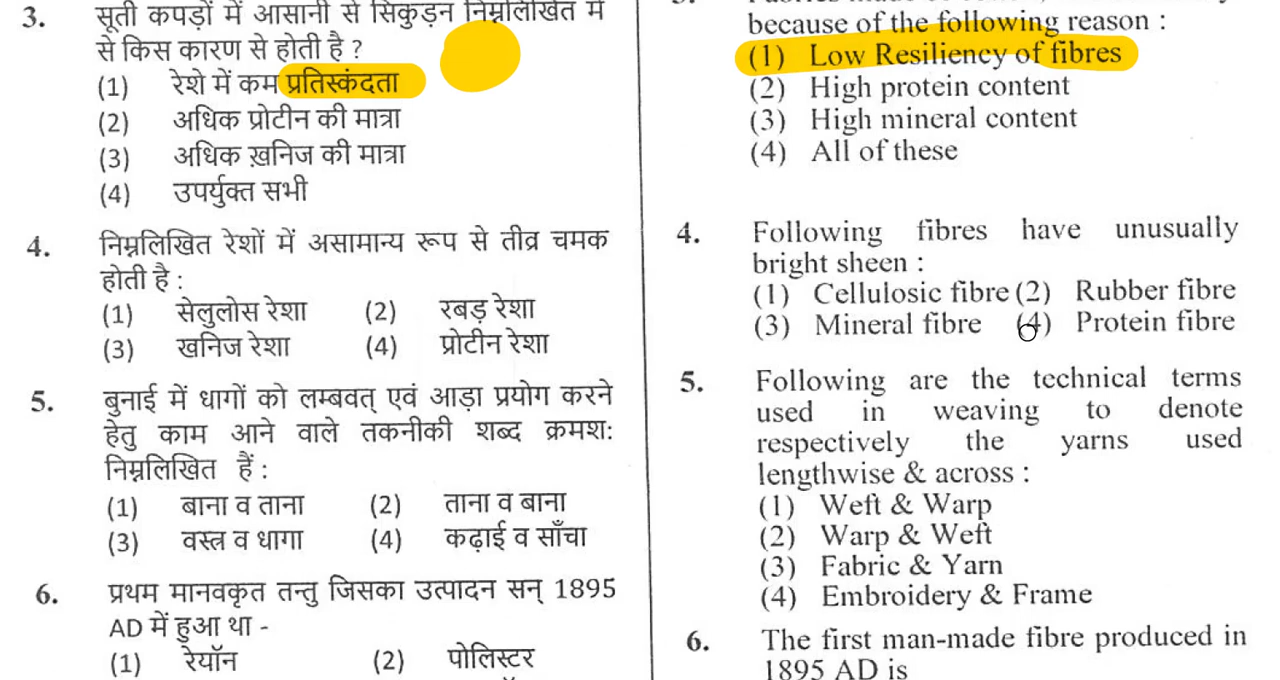 3. सूती कपड़ों में आसानी से सिकुड़न निम्नलिखित में
से किस कारण से होती है ?
(1) रेशे में कम प्रतिस्कंदता
(2) अधिक प्रोटीन की मात्रा
(3) अधिक ख़निज की मात्रा
(4) उपर्युक्त सभी
4. निम्नलिखित रेशों में असामान्य रूप से तीव्र चमक
होती है :
(1) सेलुलोस रेशा (2) रबड़ रेशा
(3) खनिज रेशा (4) प्रोटीन रेशा
5. बुनाई में धागों को लम्बवत् एवं आड़ा प्रयोग करने
हेतु काम आने वाले तकनीकी शब्द क्रमश:
निम्नलिखित हैं :
(1) बाना व ताना (2) ताना व बाना
(3) वस्त्र व धागा (4) कढ़ाई व साँचा
6. प्रथम मानवकृत तन्तु जिसका उत्पादन सन् 1895
AD में हुआ था -
(1) रेयॉन (2) पोलिस्टर
because of the following reason :
(1) Low Resiliency of fibres
(2) High protein content
(3) High mineral content
(4) All of these
4. Following fibres have unusually
bright sheen :
(1) Cellulosic fibre (2) Rubber fibre
(3) Mineral fibre (4) Protein fibre
5. Following are the technical terms
used in weaving to denote
respectively the yarns used
lengthwise & across :
(1) Weft & Warp
(2) Warp & Weft
(3) Fabric & Yarn
(4) Embroidery & Frame
6. The first man-made fibre produced in
1895 AD is